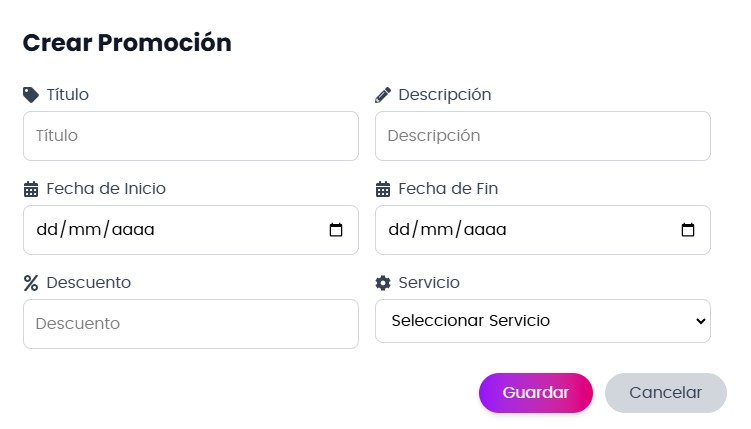 Crear Promoción
Título
Descripción
Título
Descripción
Fecha de Inicio
Fecha de Fin
dd/mm/aaaa
dd/mm/aaaa
Descuento
Servicio
Descuento
Seleccionar Servicio
Guardar
Cancelar